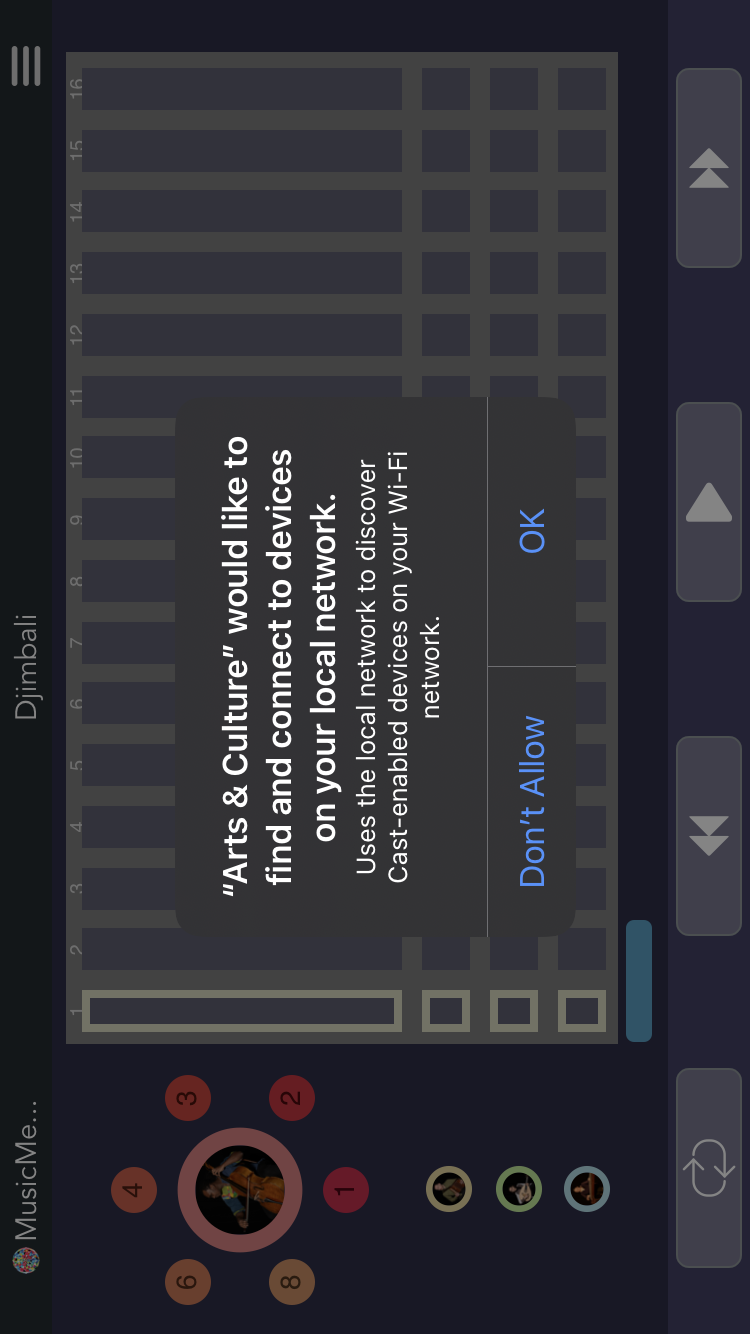 MusicMe...
Djimbali
1
2
3
4
5
6
7
8
9
10
11
12
13
14
15
16
4
3
2
6
8
1
"Arts & Culture" would like to
find and connect to devices
on your local network.
Uses the local network to discover
Cast-enabled devices on your Wi-Fi
network.
Don't Allow
OK